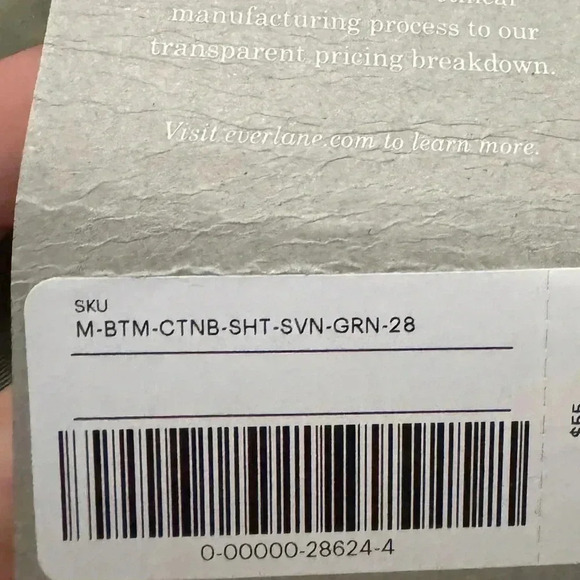 manufacturing process to our
transparent pricing breakdown.
Visit everlane.com to learn more.
SKU
M-BTM-CTNB-SHT-SVN-GRN-28
0-00000-28624-4
$55